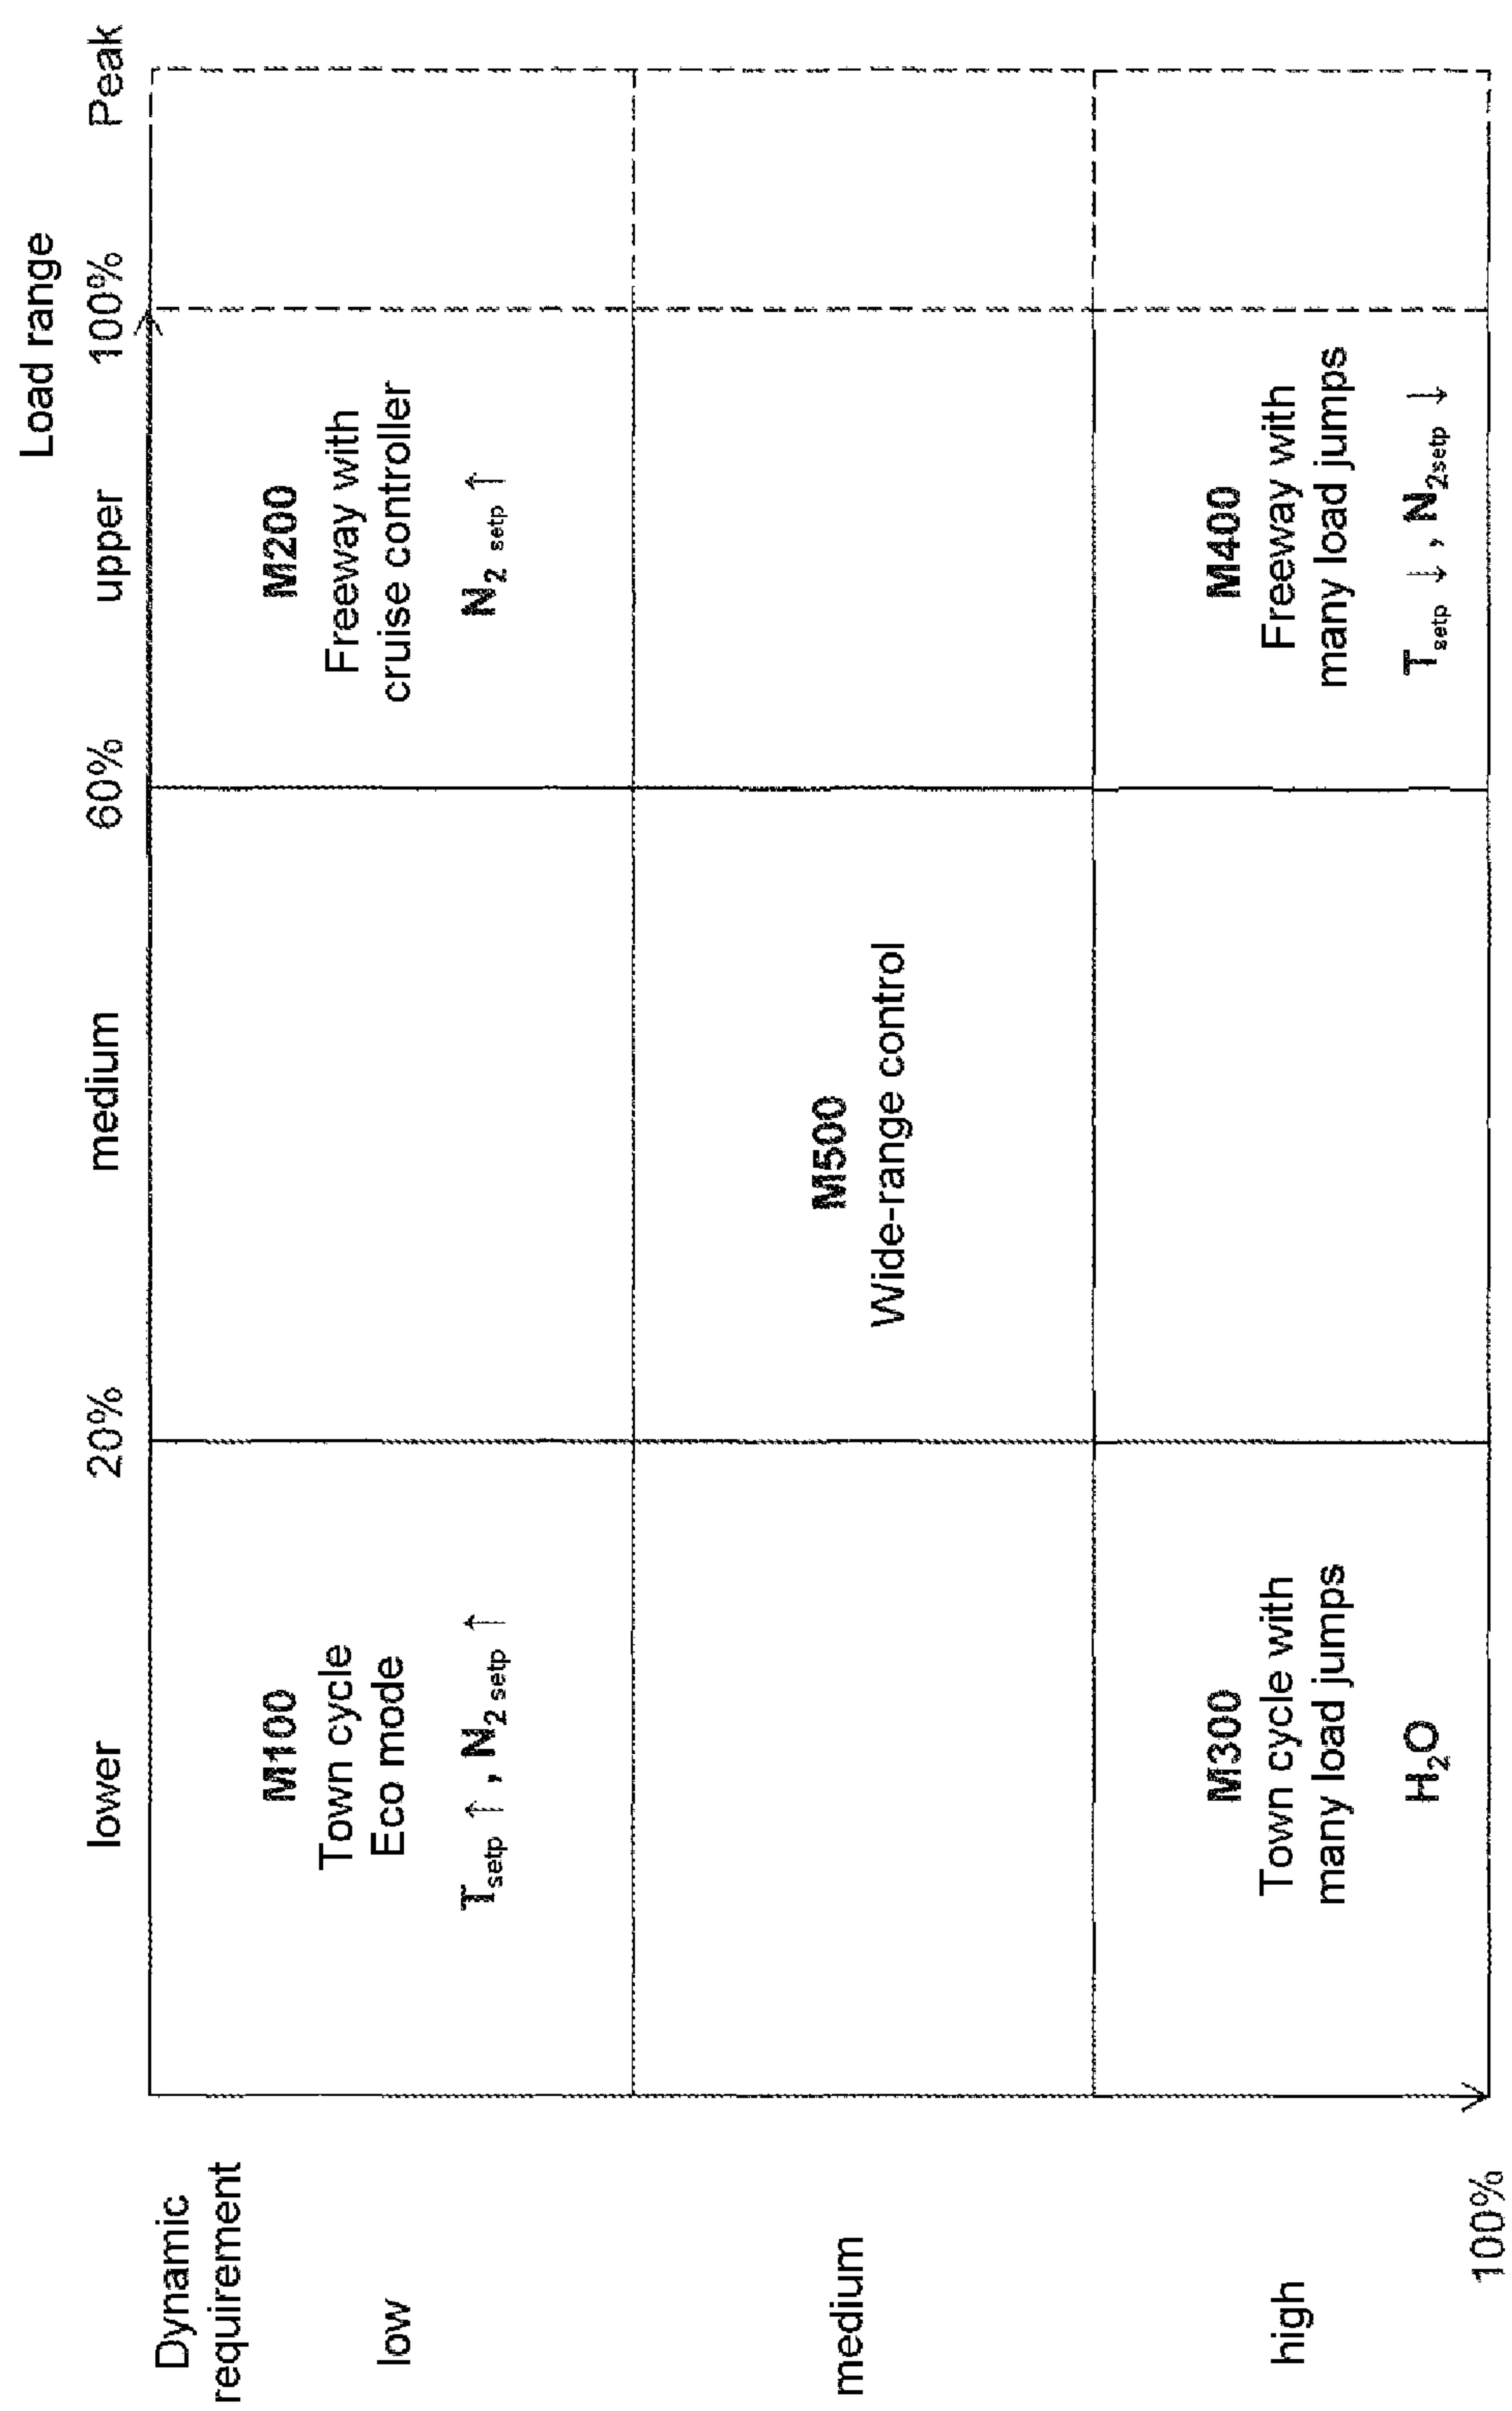 Load range
lower
20%
medium
60%
upper
100%
Peak
Dynamic
requirement
low
M100
Town cycle
Eco mode
T setp ↑ , N2 setp ↑
M200
Freeway with
cruise controller
N2 setp ↑
medium
M500
Wide-range control
high
M300
Town cycle with
many load jumps
H2O
M400
Freeway with
many load jumps
T setp ↓ , N2setp ↓
100%